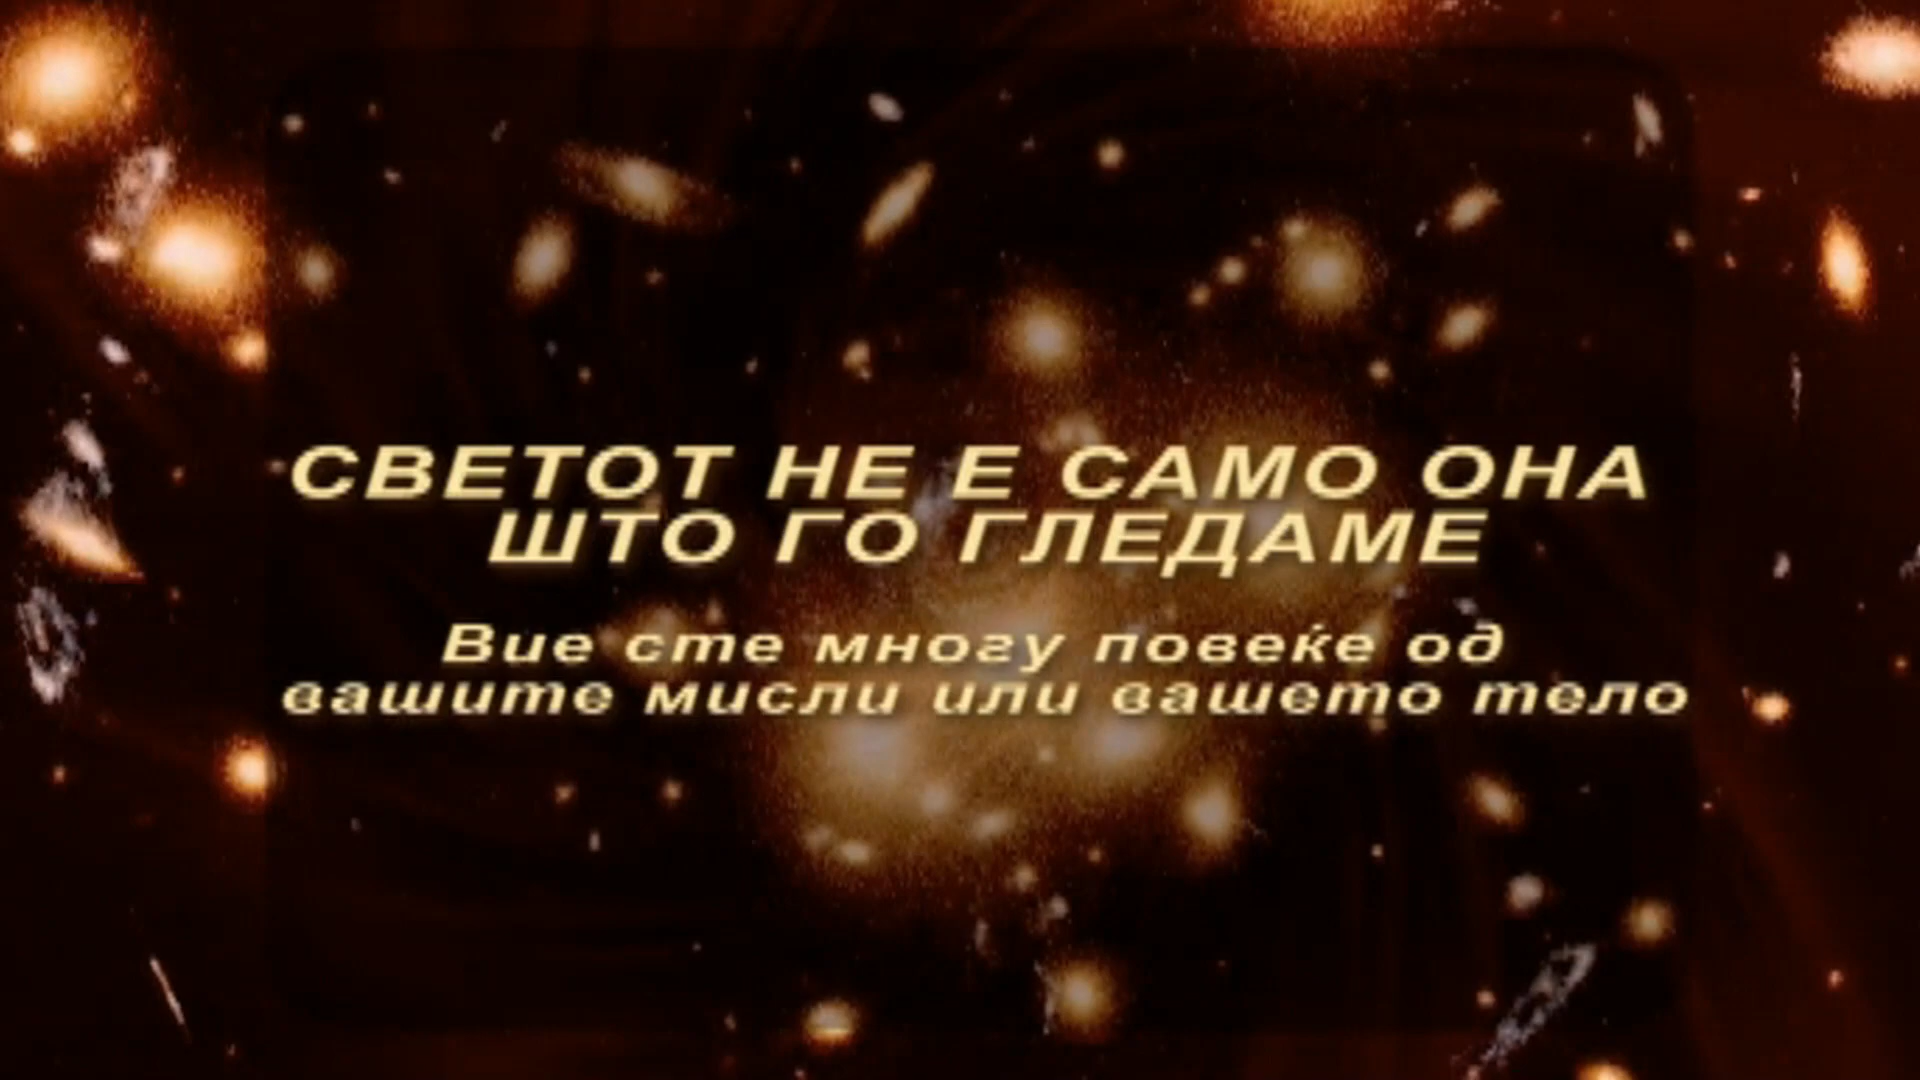 СВЕТОТ НЕ Е САМО ОНА
ШТО ГО ГЛЕДАМЕ
Вие сте многу повеќе од
вашите мисли или вашето тело